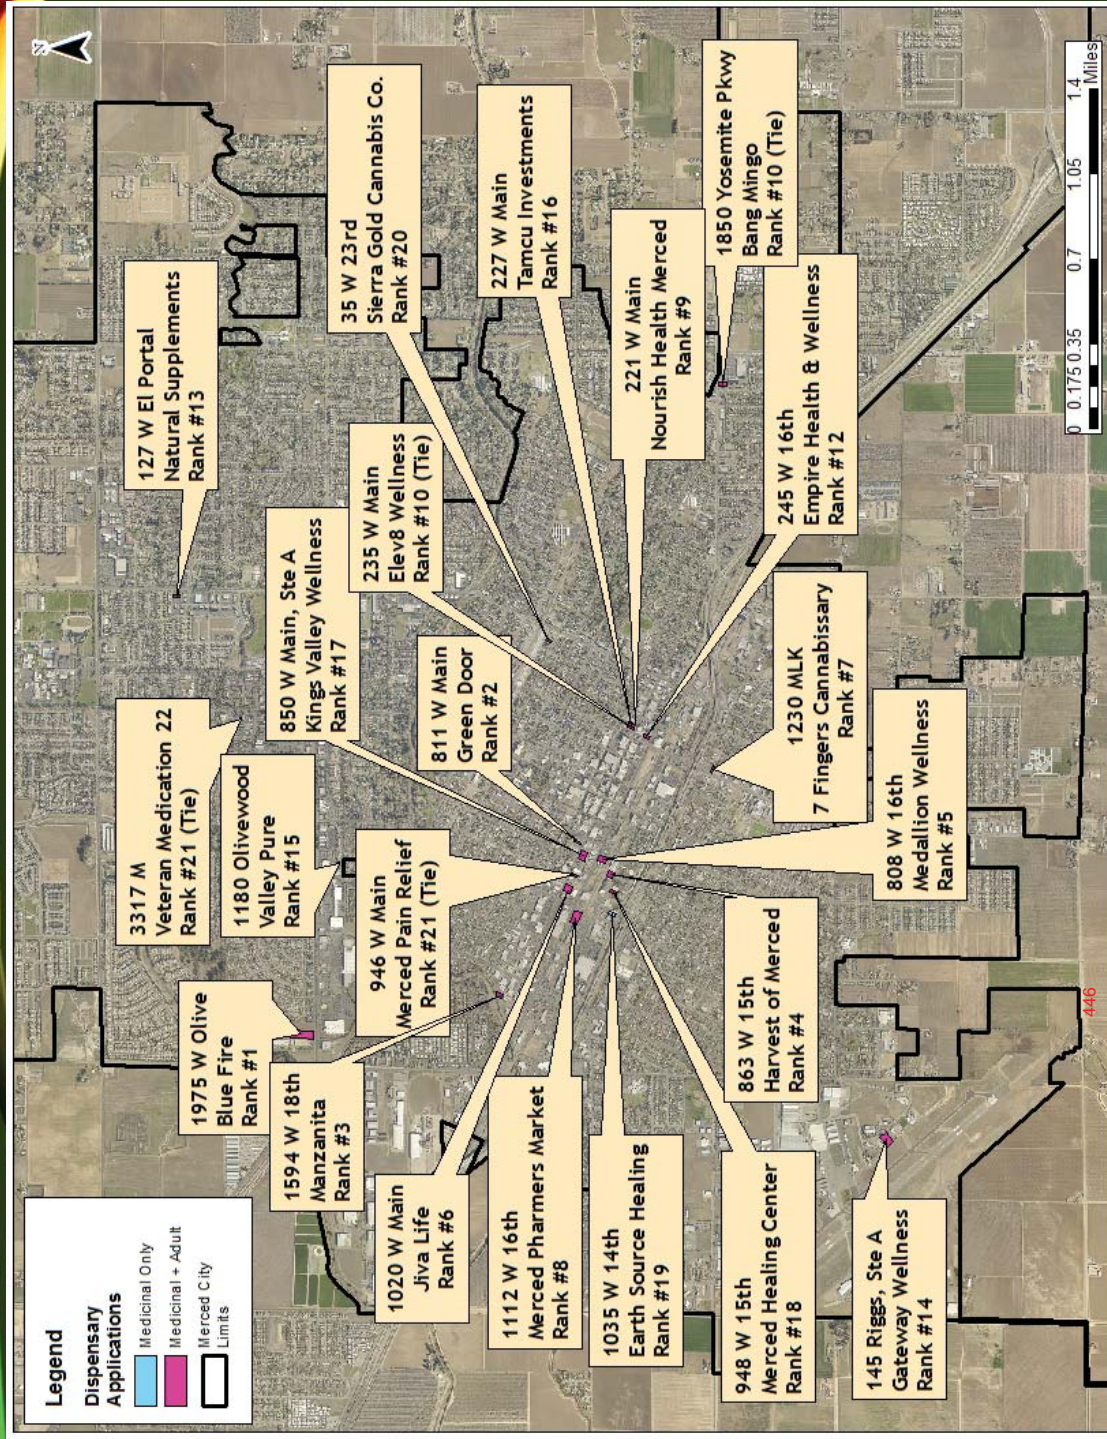 N
Legend
Dispensary
Applications
Medicinal Only
Medicinal + Adult
Merced City
Limits
3317 M
Veteran Medication 22
Rank #21 (Tie)
127 W El Portal
Natural Supplements
Rank #13
1975 W Olive
Blue Fire
Rank #1
1180 Olivewood
Valley Pure
Rank #15
850 W Main, Ste A
Kings Valley Wellness
Rank #17
35 W 23rd
Sierra Gold Cannabis Co.
Rank #20
1594 W 18th
Manzanita
Rank #3
946 W Main
Merced Pain Relief
Rank #21 (Tie)
235 W Main
Elev8 Wellness
Rank #10 (Tie)
1020 W Main
Jiva Life
Rank #6
811 W Main
Green Door
Rank #2
227 W Main
Tamcu Investments
Rank #16
1112 W 16th
Merced Pharmers Market
Rank #8
1035 W 14th
Earth Source Healing
Rank #19
221 W Main
Nourish Health Merced
Rank #9
948 W 15th
Merced Healing Center
Rank #18
863 W 15th
Harvest of Merced
Rank #4
1230 MLK
7 Fingers Cannabissary
Rank #7
245 W 16th
Empire Health & Wellness
Rank #12
1850 Yosemite Pkwy
Bang Mingo
Rank #10 (Tie)
145 Riggs, Ste A
Gateway Wellness
Rank #14
808 W 16th
Medallion Wellness
Rank #5
0 0.175 0.35 0.7 1.05 1.4
Miles
446